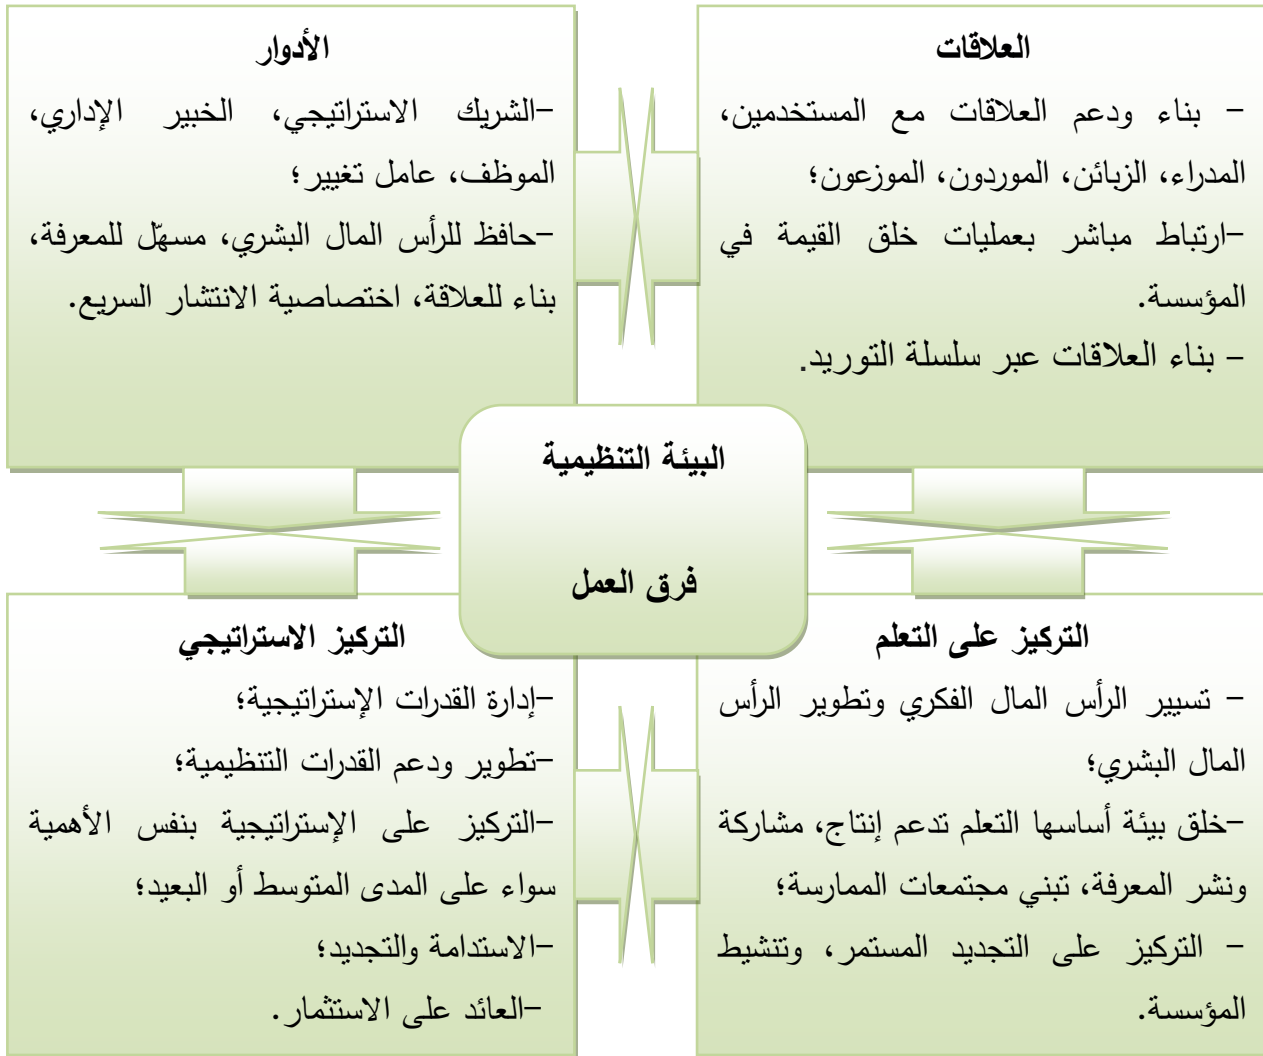 العلاقات
- بناء ودعم العلاقات مع المستخدمين،
المدراء، الزبائن، الموردون، الموزعون؛
-ارتباط مباشر بعمليات خلق القيمة في
المؤسسة.
- بناء العلاقات عبر سلسلة التوريد.
الأدوار
-الشريك الاستراتيجي، الخبير الإداري،
الموظف، عامل تغيير؛
-حافظ للرأس المال البشري، مسهّل للمعرفة،
بناء للعلاقة، اختصاصية الانتشار السريع.
البيئة التنظيمية
فرق العمل
التركيز على التعلم
- تسيير الرأس المال الفكري وتطوير الرأس
المال البشري؛
-خلق بيئة أساسها التعلم تدعم إنتاج، مشاركة
ونشر المعرفة، تبني مجتمعات الممارسة؛
- التركيز على التجديد المستمر، وتنشيط
المؤسسة.
التركيز الاستراتيجي
-إدارة القدرات الإستراتيجية؛
-تطوير ودعم القدرات التنظيمية؛
-التركيز على الإستراتيجية بنفس الأهمية
سواء على المدى المتوسط أو البعيد؛
-الاستدامة والتجديد؛
-العائد على الاستثمار.